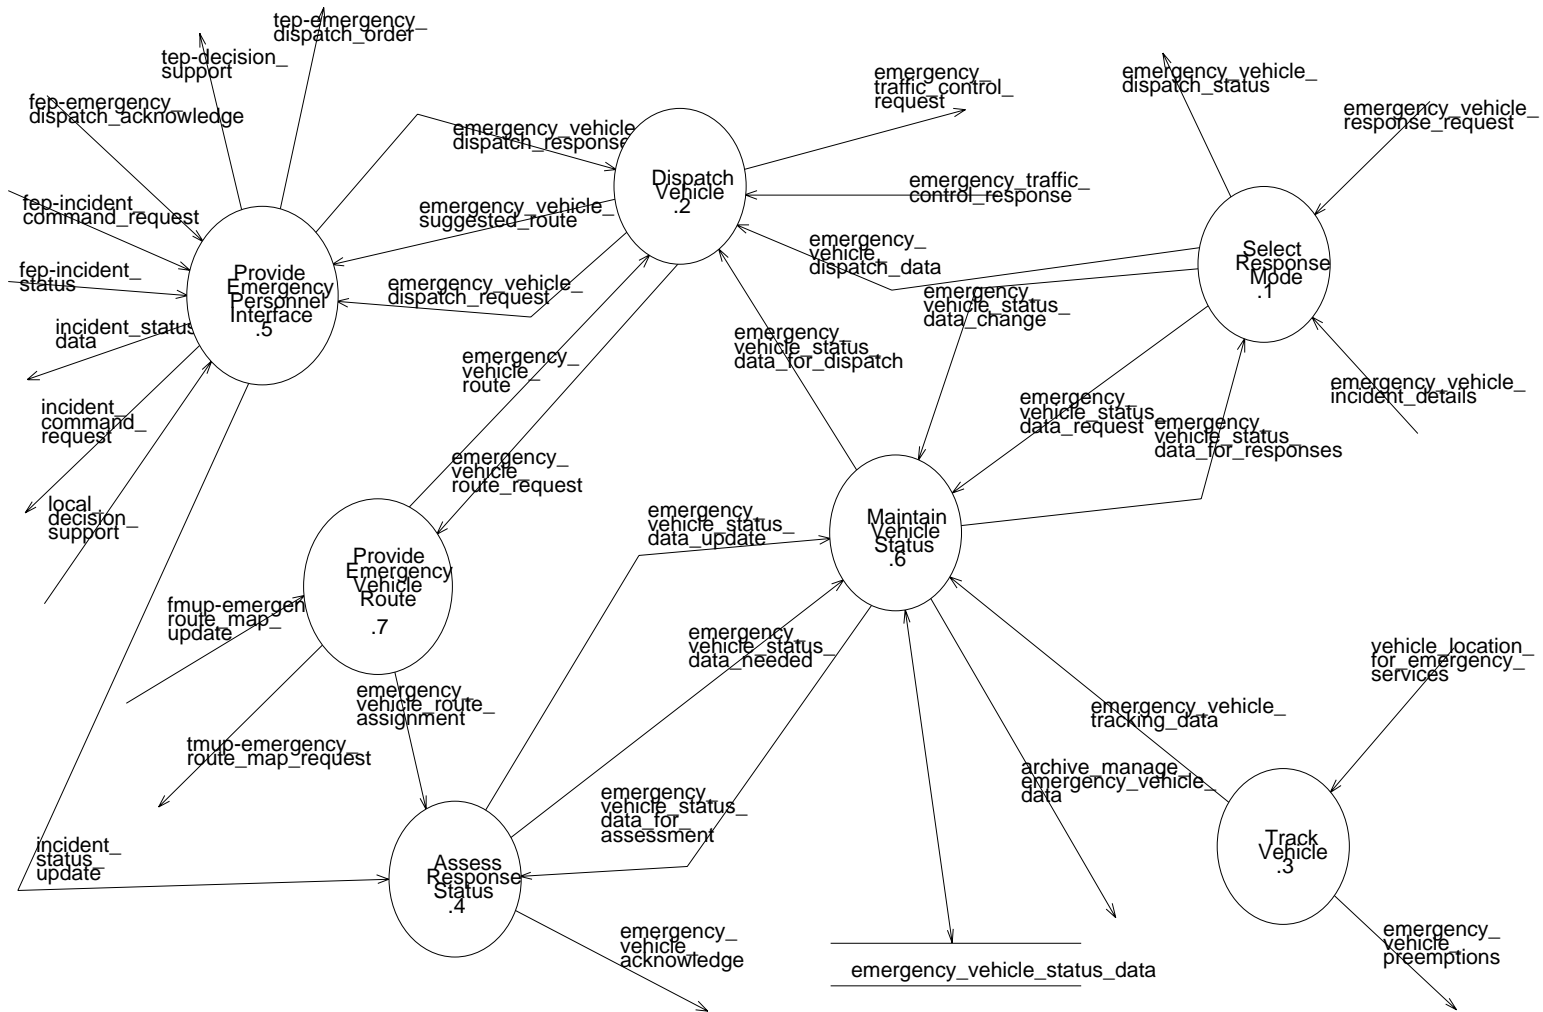 tep-emergency_
dispatch_order
tep-decision_
support
fep-emergency_
dispatch_acknowledge
fep-incident_
command_request
fep-incident_
status
incident_status
data
incident_
command_
request
local_
decision_
support
Provide
Emergency
Personnel
Interface
.5
emergency_vehicle
dispatch_response
emergency_vehicle_
suggested_route
emergency_vehicle_
dispatch_request
Dispatch
Vehicle
.2
emergency_
traffic_control_
request
emergency_traffic_
control_response
emergency_
vehicle_
dispatch_data
emergency_vehicle_
dispatch_status
emergency_vehicle_
response_request
Select
Response
Mode
.1
emergency_
vehicle_status_
data_change
emergency_
vehicle_status_
data_for_dispatch
emergency_
vehicle_
route
emergency_
vehicle_status_
data_request
emergency_vehicle_
incident_details
emergency_
vehicle_status_
data_for_responses
emergency_
vehicle_
route_request
emergency_
vehicle_status_
data_update
Maintain
Vehicle
Status
.6
Provide
Emergency
Vehicle
Route
.7
fmup-emergen
route_map_
update
emergency_
vehicle_status_
data_needed
vehicle_location_
for_emergency_
services
emergency_
vehicle_route_
assignment
emergency_vehicle_
tracking_data
tmup-emergency_
route_map_request
archive_manage_
emergency_vehicle_
data
emergency_
vehicle_status_
data_for_
assessment
incident_
status_
update
Assess
Response
Status
.4
Track
Vehicle
.3
emergency_
vehicle_
acknowledge
emergency_
vehicle_
preemptions
emergency_vehicle_status_data